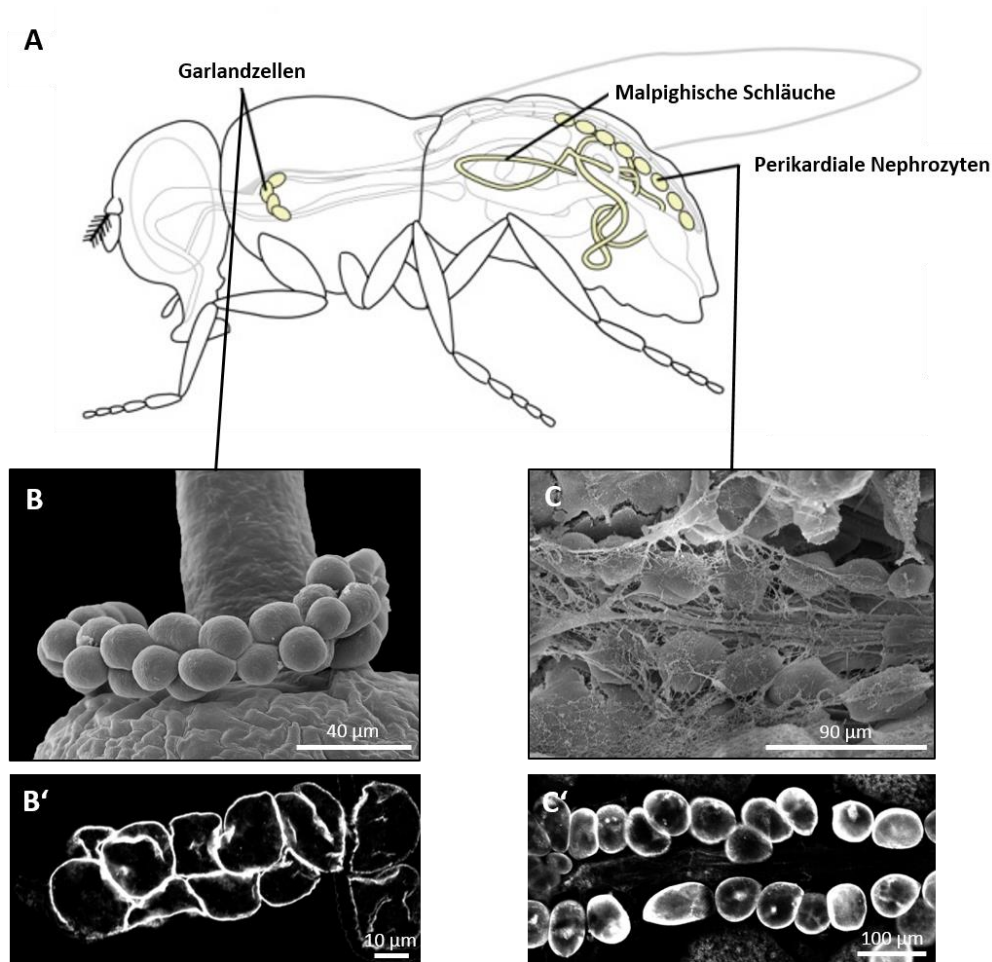 A
Garlandzellen
Malpighische Schläuche
Perikardiale Nephrozyten
B
40 µm
C
90 µm
B‘
10 µm
C‘
100 µm